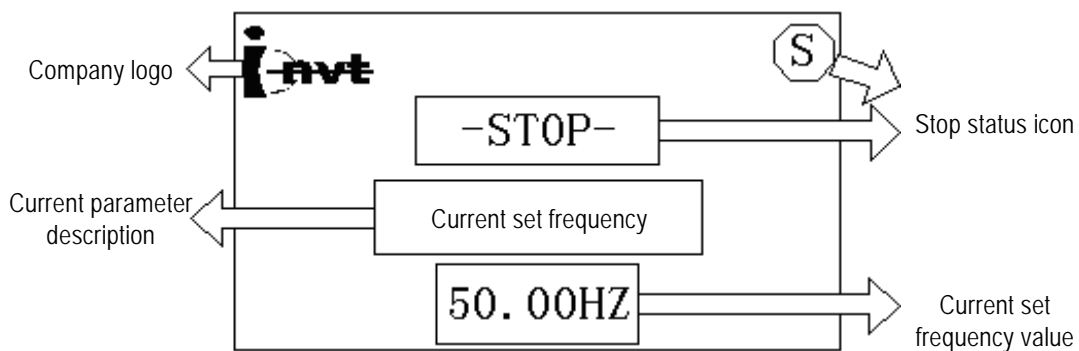 invt
S
Company logo
-STOP-
Stop status icon
Current parameter
description
Current set frequency
50.00HZ
Current set
frequency value